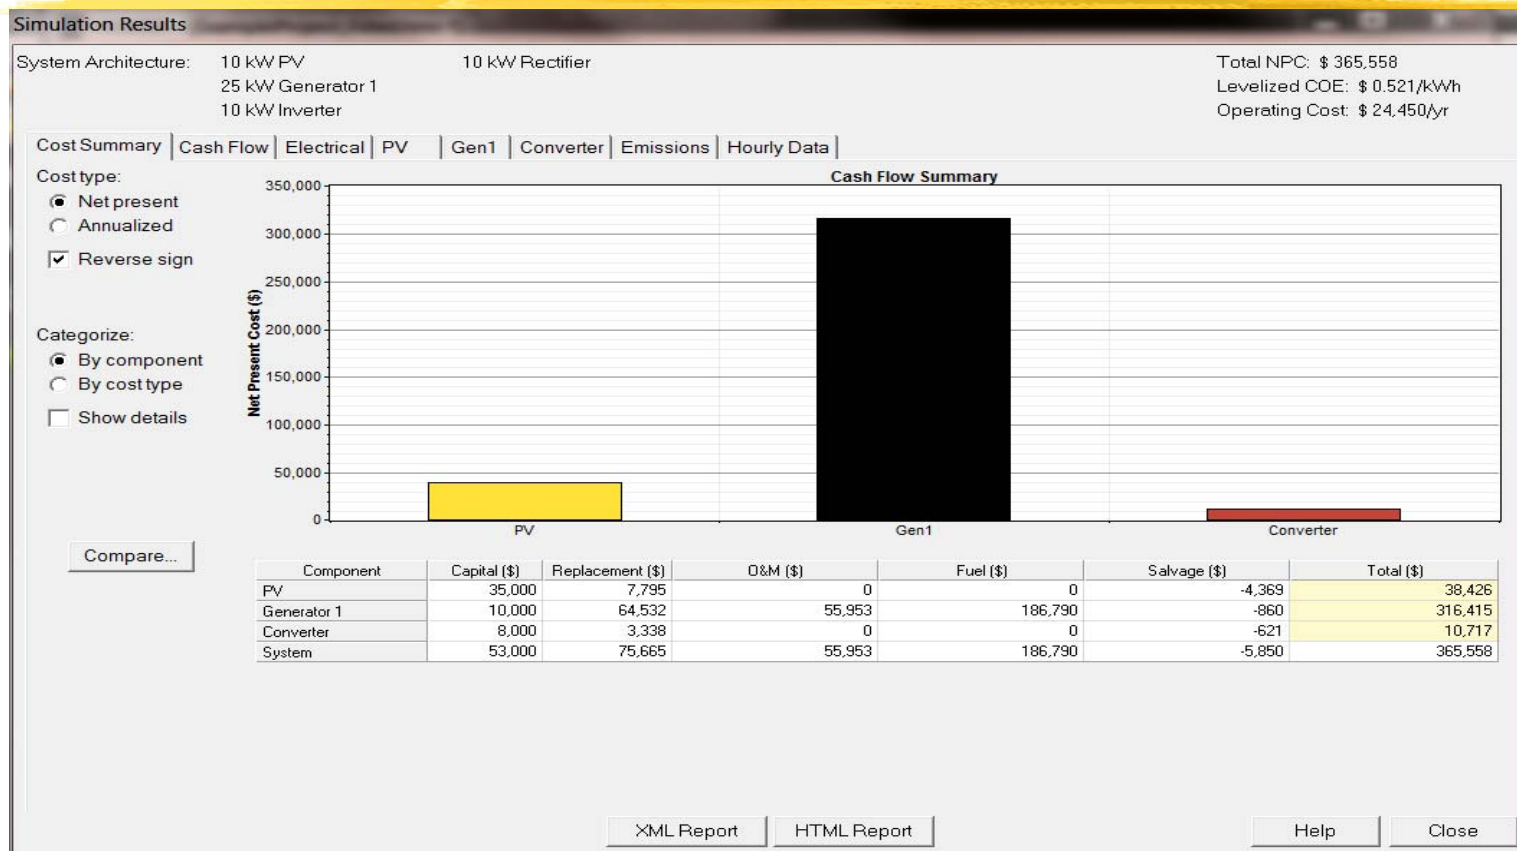 Simulation Results
System Architecture: 10 kW PV 10 kW Rectifier
25 kW Generator 1
10 kW Inverter
Total NPC: $ 365,558
Levelized COE: $ 0.521/kWh
Operating Cost: $ 24,450/yr
Cost Summary Cash Flow Electrical PV Gen1 Converter Emissions Hourly Data
Cost type:
Net present
Annualized
Reverse sign
Categorize:
By component
By cost type
Show details
Compare...
Cash Flow Summary
Net Present Cost ($)
350,000
300,000
250,000
200,000
150,000
100,000
50,000
0
PV Gen1 Converter
Component Capital ($) Replacement ($) O&M ($) Fuel ($) Salvage ($) Total ($)
PV 35,000 7,795 0 0 -4,369 38,426
Generator 1 10,000 64,532 55,953 186,790 -860 316,415
Converter 8,000 3,338 0 0 -621 10,717
System 53,000 75,665 55,953 186,790 -5,850 365,558
XML Report HTML Report Help Close